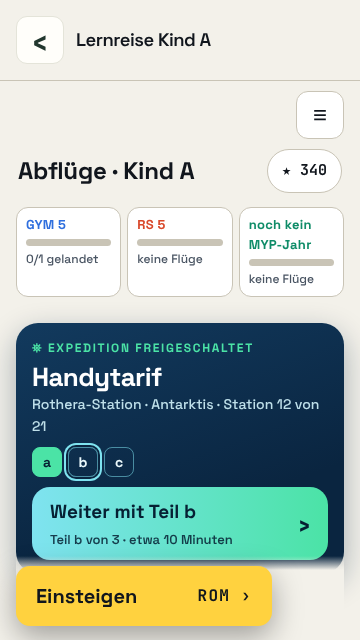 <
Lernreise Kind A
≡
Abflüge · Kind A
★ 340
GYM 5
0/1 gelandet
RS 5
keine Flüge
noch kein
MYP-Jahr
keine Flüge
❄ EXPEDITION FREIGESCHALTET
Handytarif
Rothera-Station · Antarktis · Station 12 von
21
a b c
Weiter mit Teil b
Teil b von 3 · etwa 10 Minuten
>
Einsteigen ROM ›